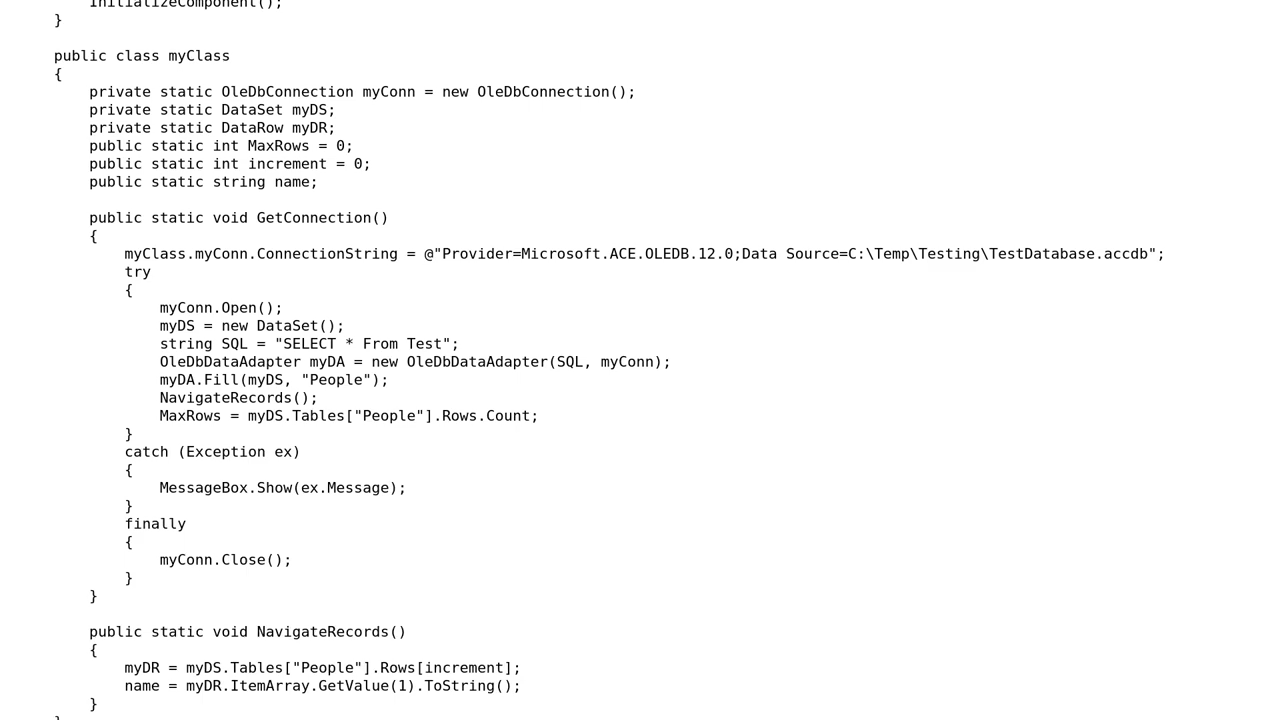 InitializeComponent();
}
public class myClass
{
private static OleDbConnection myConn = new OleDbConnection();
private static DataSet myDS;
private static DataRow myDR;
public static int MaxRows = 0;
public static int increment = 0;
public static string name;
public static void GetConnection()
{
myClass.myConn.ConnectionString = @"Provider=Microsoft.ACE.OLEDB.12.0;Data Source=C:\Temp\Testing\TestDatabase.accdb";
try
{
myConn.Open();
myDS = new DataSet();
string SQL = "SELECT * From Test";
OleDbDataAdapter myDA = new OleDbDataAdapter(SQL, myConn);
myDA.Fill(myDS, "People");
NavigateRecords();
MaxRows = myDS.Tables["People"].Rows.Count;
}
catch (Exception ex)
{
MessageBox.Show(ex.Message);
}
finally
{
myConn.Close();
}
}
public static void NavigateRecords()
{
myDR = myDS.Tables["People"].Rows[increment];
name = myDR.ItemArray.GetValue(1).ToString();
}
}